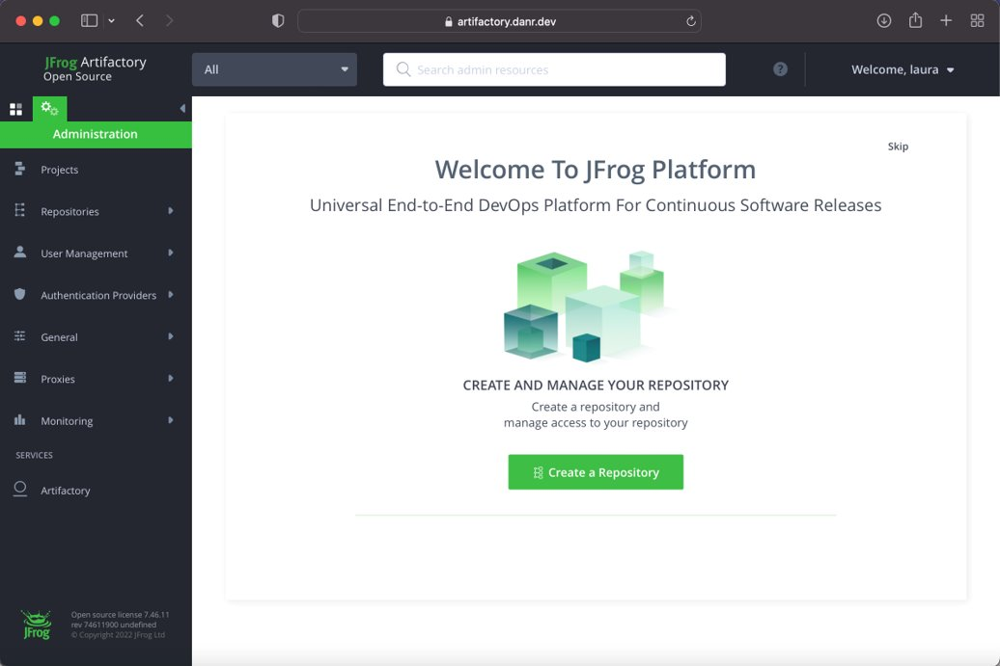 artifactory.danr.dev
JFrog Artifactory
Open Source
All
Search admin resources
?
Welcome, laura
Administration
Projects
Repositories
User Management
Authentication Providers
General
Proxies
Monitoring
SERVICES
Artifactory
JFrog
Open source license 7.46.11
rev 74611900 undefined
© Copyright 2022 JFrog Ltd
Skip
Welcome To JFrog Platform
Universal End-to-End DevOps Platform For Continuous Software Releases
CREATE AND MANAGE YOUR REPOSITORY
Create a repository and
manage access to your repository
Create a Repository